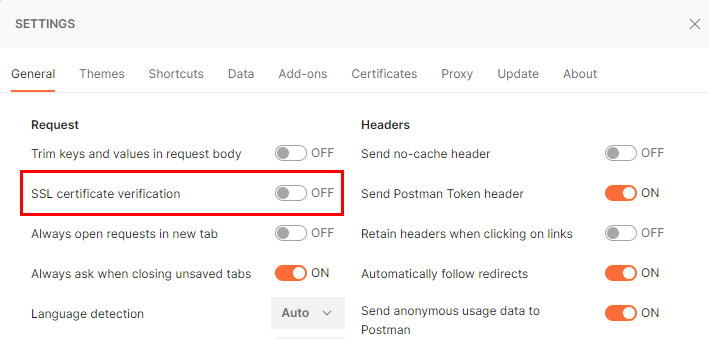 SETTINGS
General Themes Shortcuts Data Add-ons Certificates Proxy Update About
Request
Trim keys and values in request body OFF
SSL certificate verification OFF
Always open requests in new tab OFF
Always ask when closing unsaved tabs ON
Language detection Auto
Headers
Send no-cache header OFF
Send Postman Token header ON
Retain headers when clicking on links OFF
Automatically follow redirects ON
Send anonymous usage data to
Postman ON